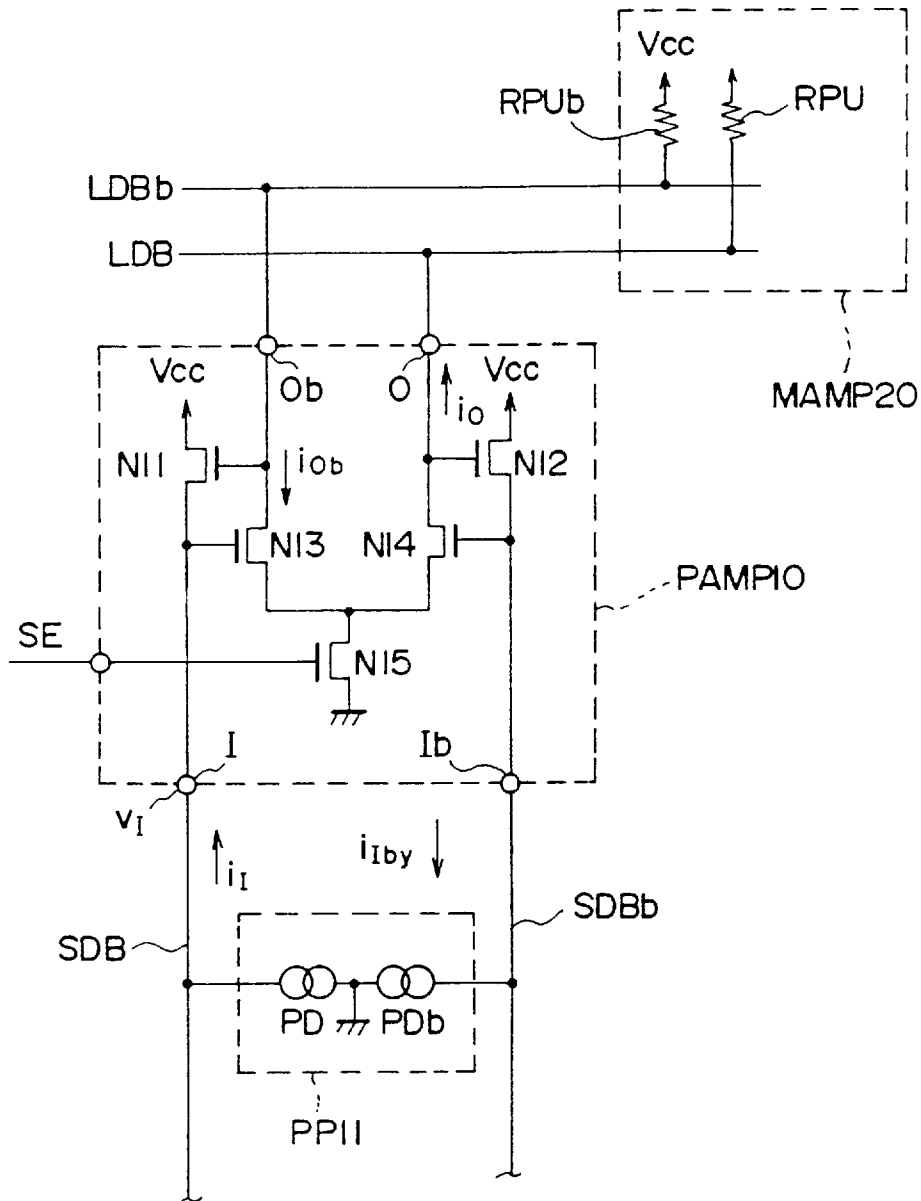 Vcc
RPUb
RPU
LDBb
LDB
MAMP20
Vcc
Ob
O
iO
Vcc
N11
iOb
N12
N13
N14
PAMP10
SE
N15
I
Ib
vI
iI
iIby
SDB
SDBb
PD
PDb
PP11